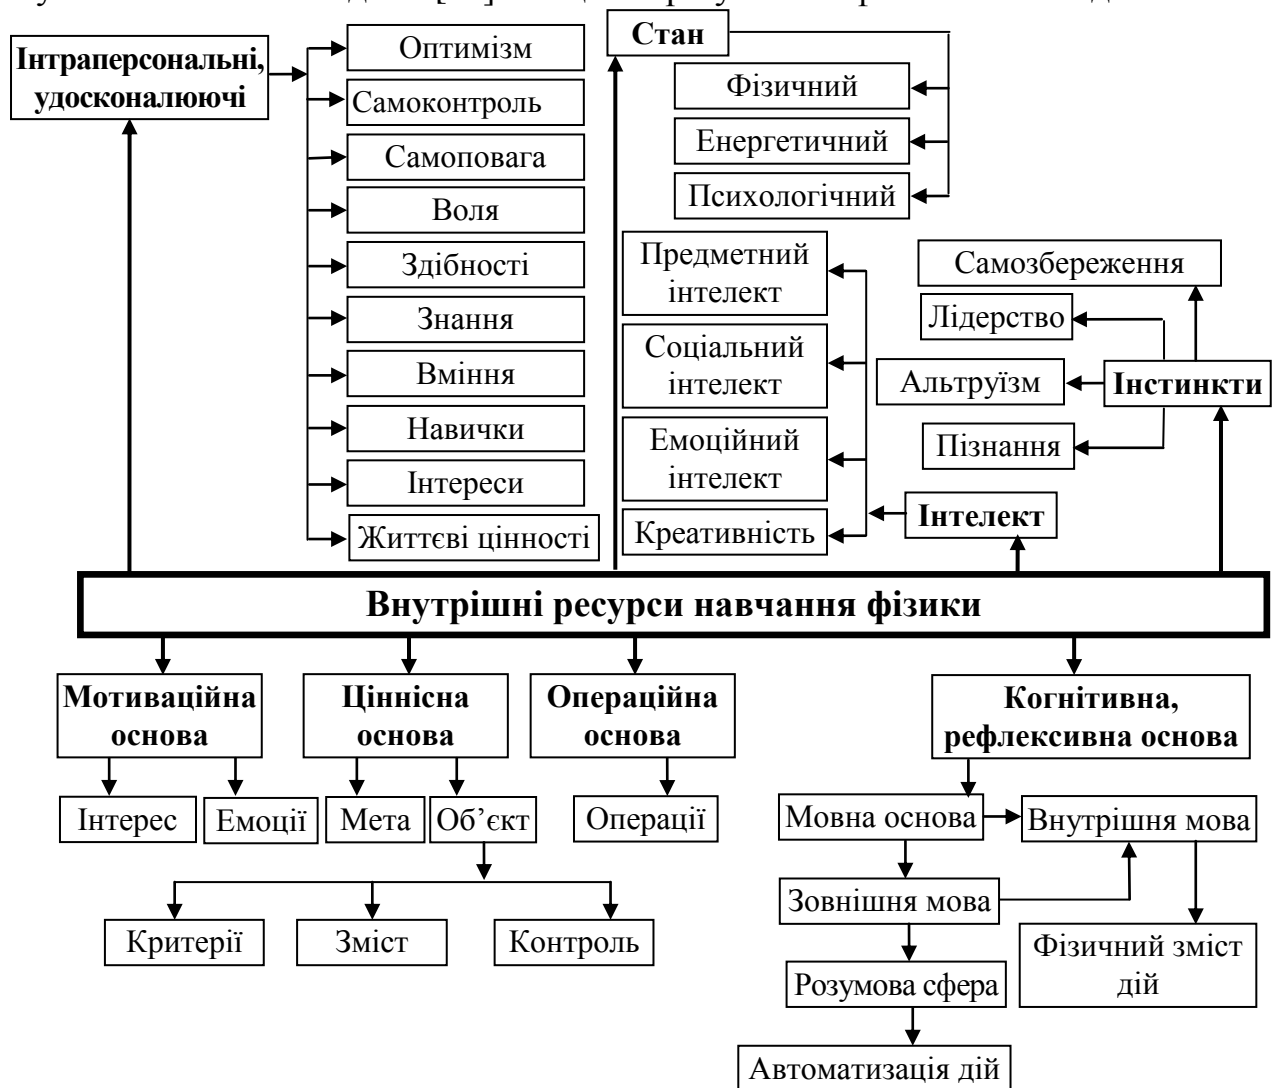 Інтраперсональні,
удосконалюючі
Оптимізм
Самоконтроль
Самоповага
Воля
Здібності
Знання
Вміння
Навички
Інтереси
Життєві цінності
Стан
Фізичний
Енергетичний
Психологічний
Предметний
інтелект
Соціальний
інтелект
Емоційний
інтелект
Креативність
Інтелект
Самозбереження
Лідерство
Альтруїзм
Пізнання
Інстинкти
Внутрішні ресурси навчання фізики
Мотиваційна
основа
Ціннісна
основа
Операційна
основа
Когнітивна,
рефлексивна основа
Інтерес
Емоції
Мета
Об’єкт
Операції
Мовна основа
Внутрішня мова
Зовнішня мова
Критерії
Зміст
Контроль
Фізичний зміст
дій
Розумова сфера
Автоматизація дій